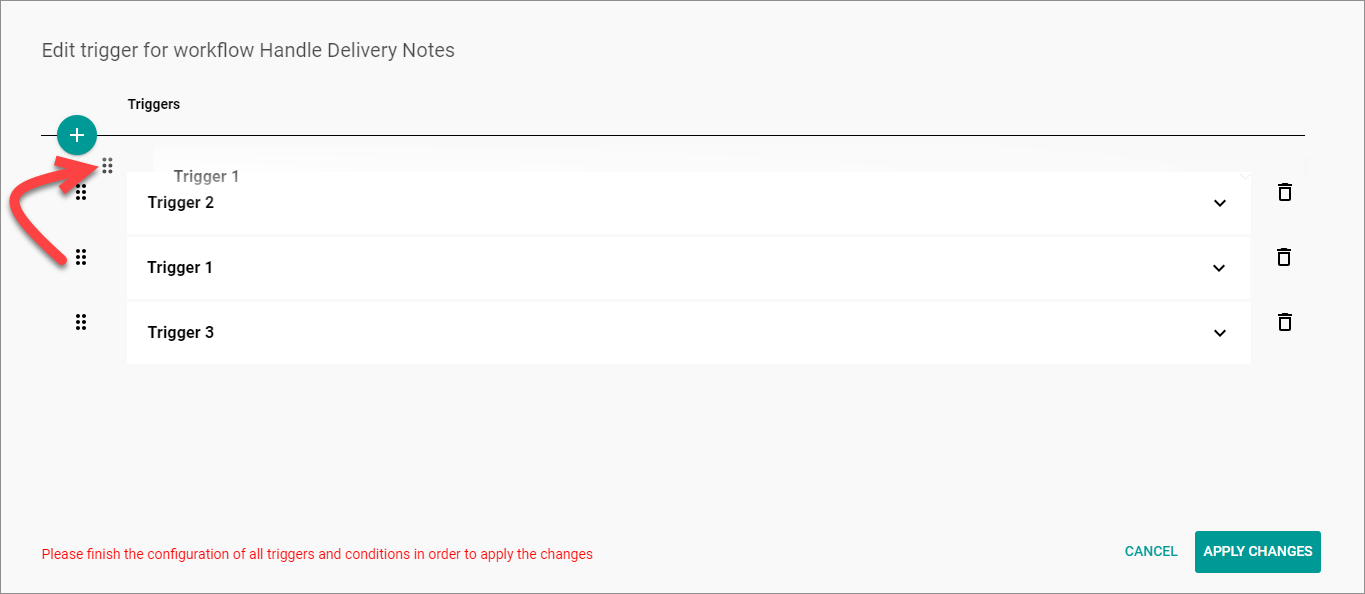 Edit trigger for workflow Handle Delivery Notes
Triggers
Trigger 1
Trigger 2
Trigger 1
Trigger 3
Please finish the configuration of all triggers and conditions in order to apply the changes
CANCEL
APPLY CHANGES